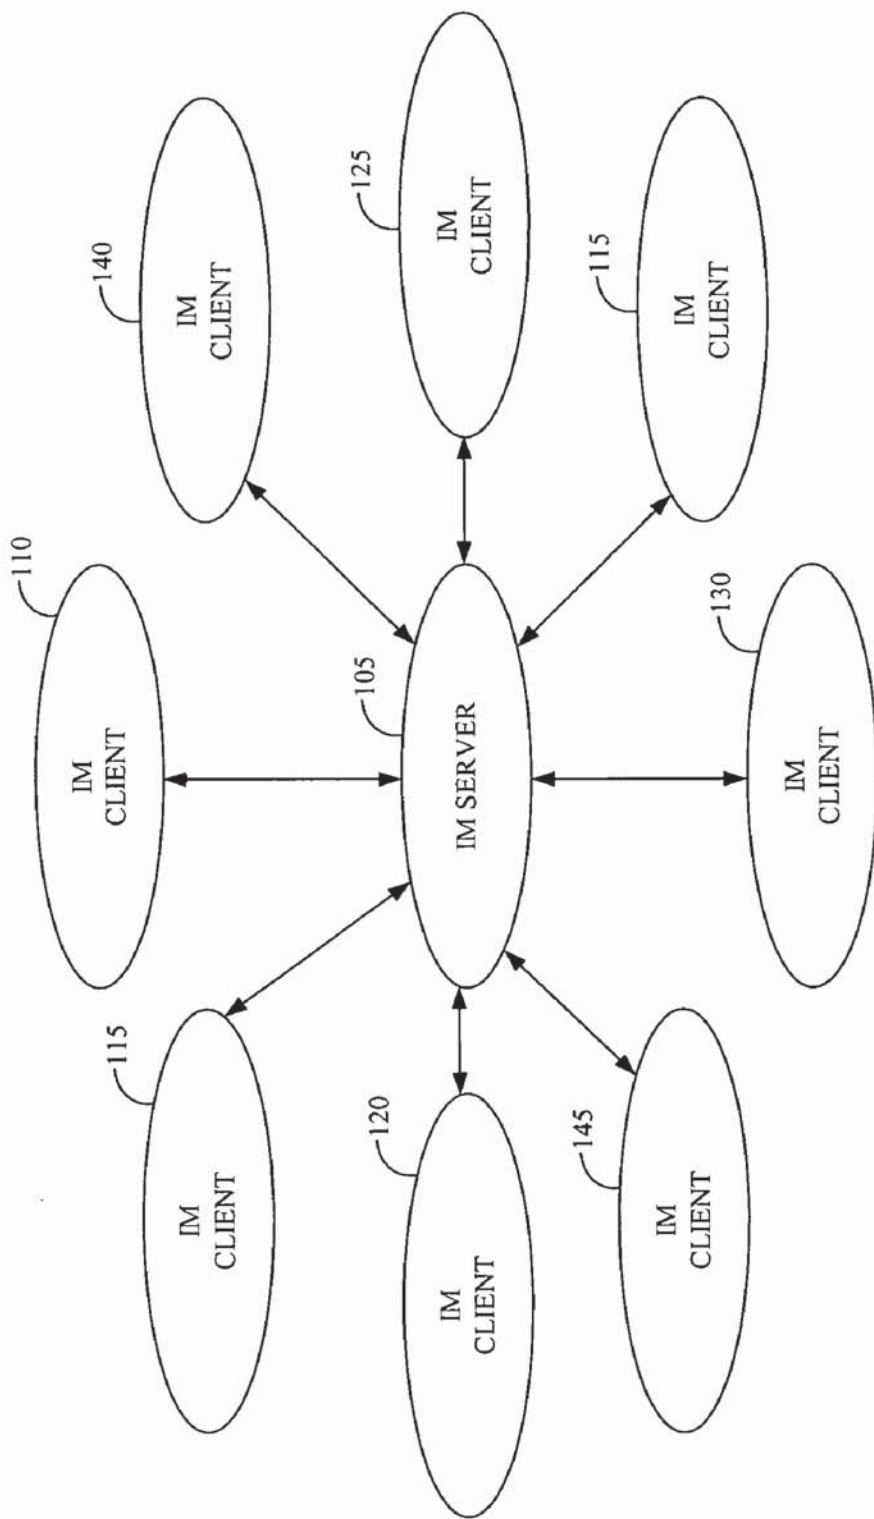 110
IM
CLIENT
115
IM
CLIENT
140
IM
CLIENT
105
IM SERVER
120
IM
CLIENT
125
IM
CLIENT
145
IM
CLIENT
115
IM
CLIENT
130
IM
CLIENT